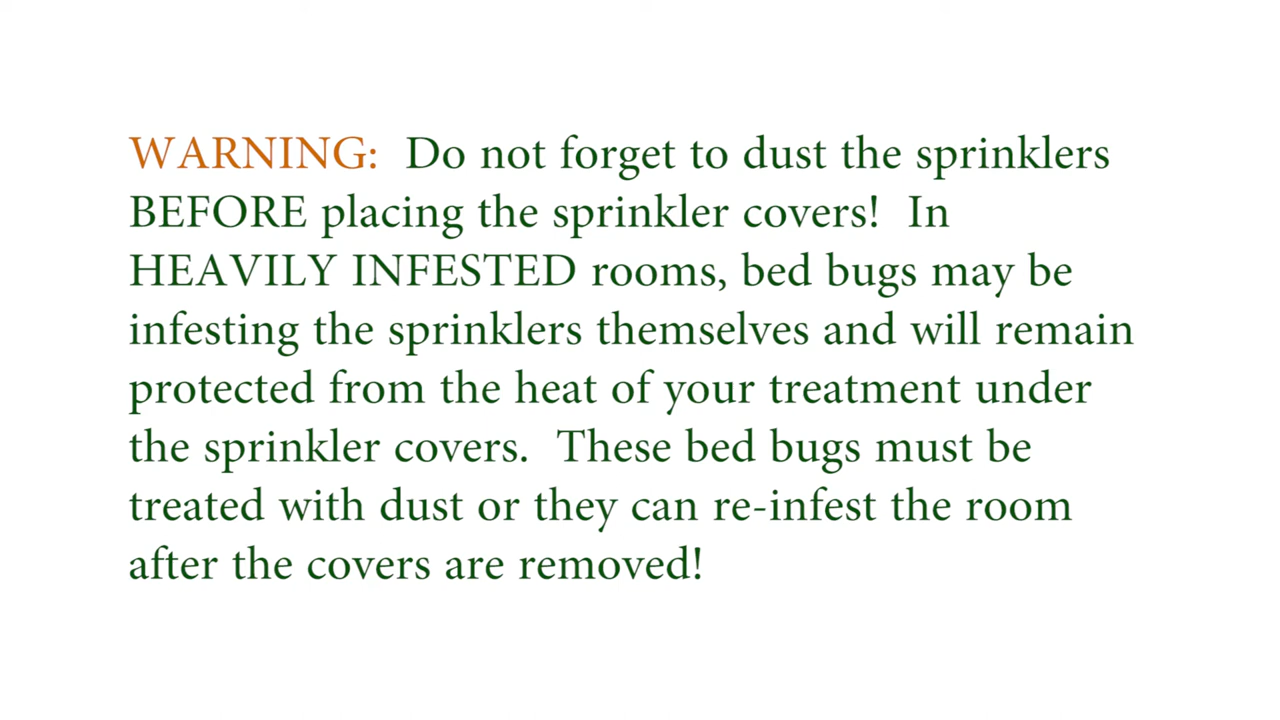 WARNING:  Do not forget to dust the sprinklers
BEFORE placing the sprinkler covers!  In
HEAVILY INFESTED rooms, bed bugs may be
infesting the sprinklers themselves and will remain
protected from the heat of your treatment under
the sprinkler covers.  These bed bugs must be
treated with dust or they can re-infest the room
after the covers are removed!